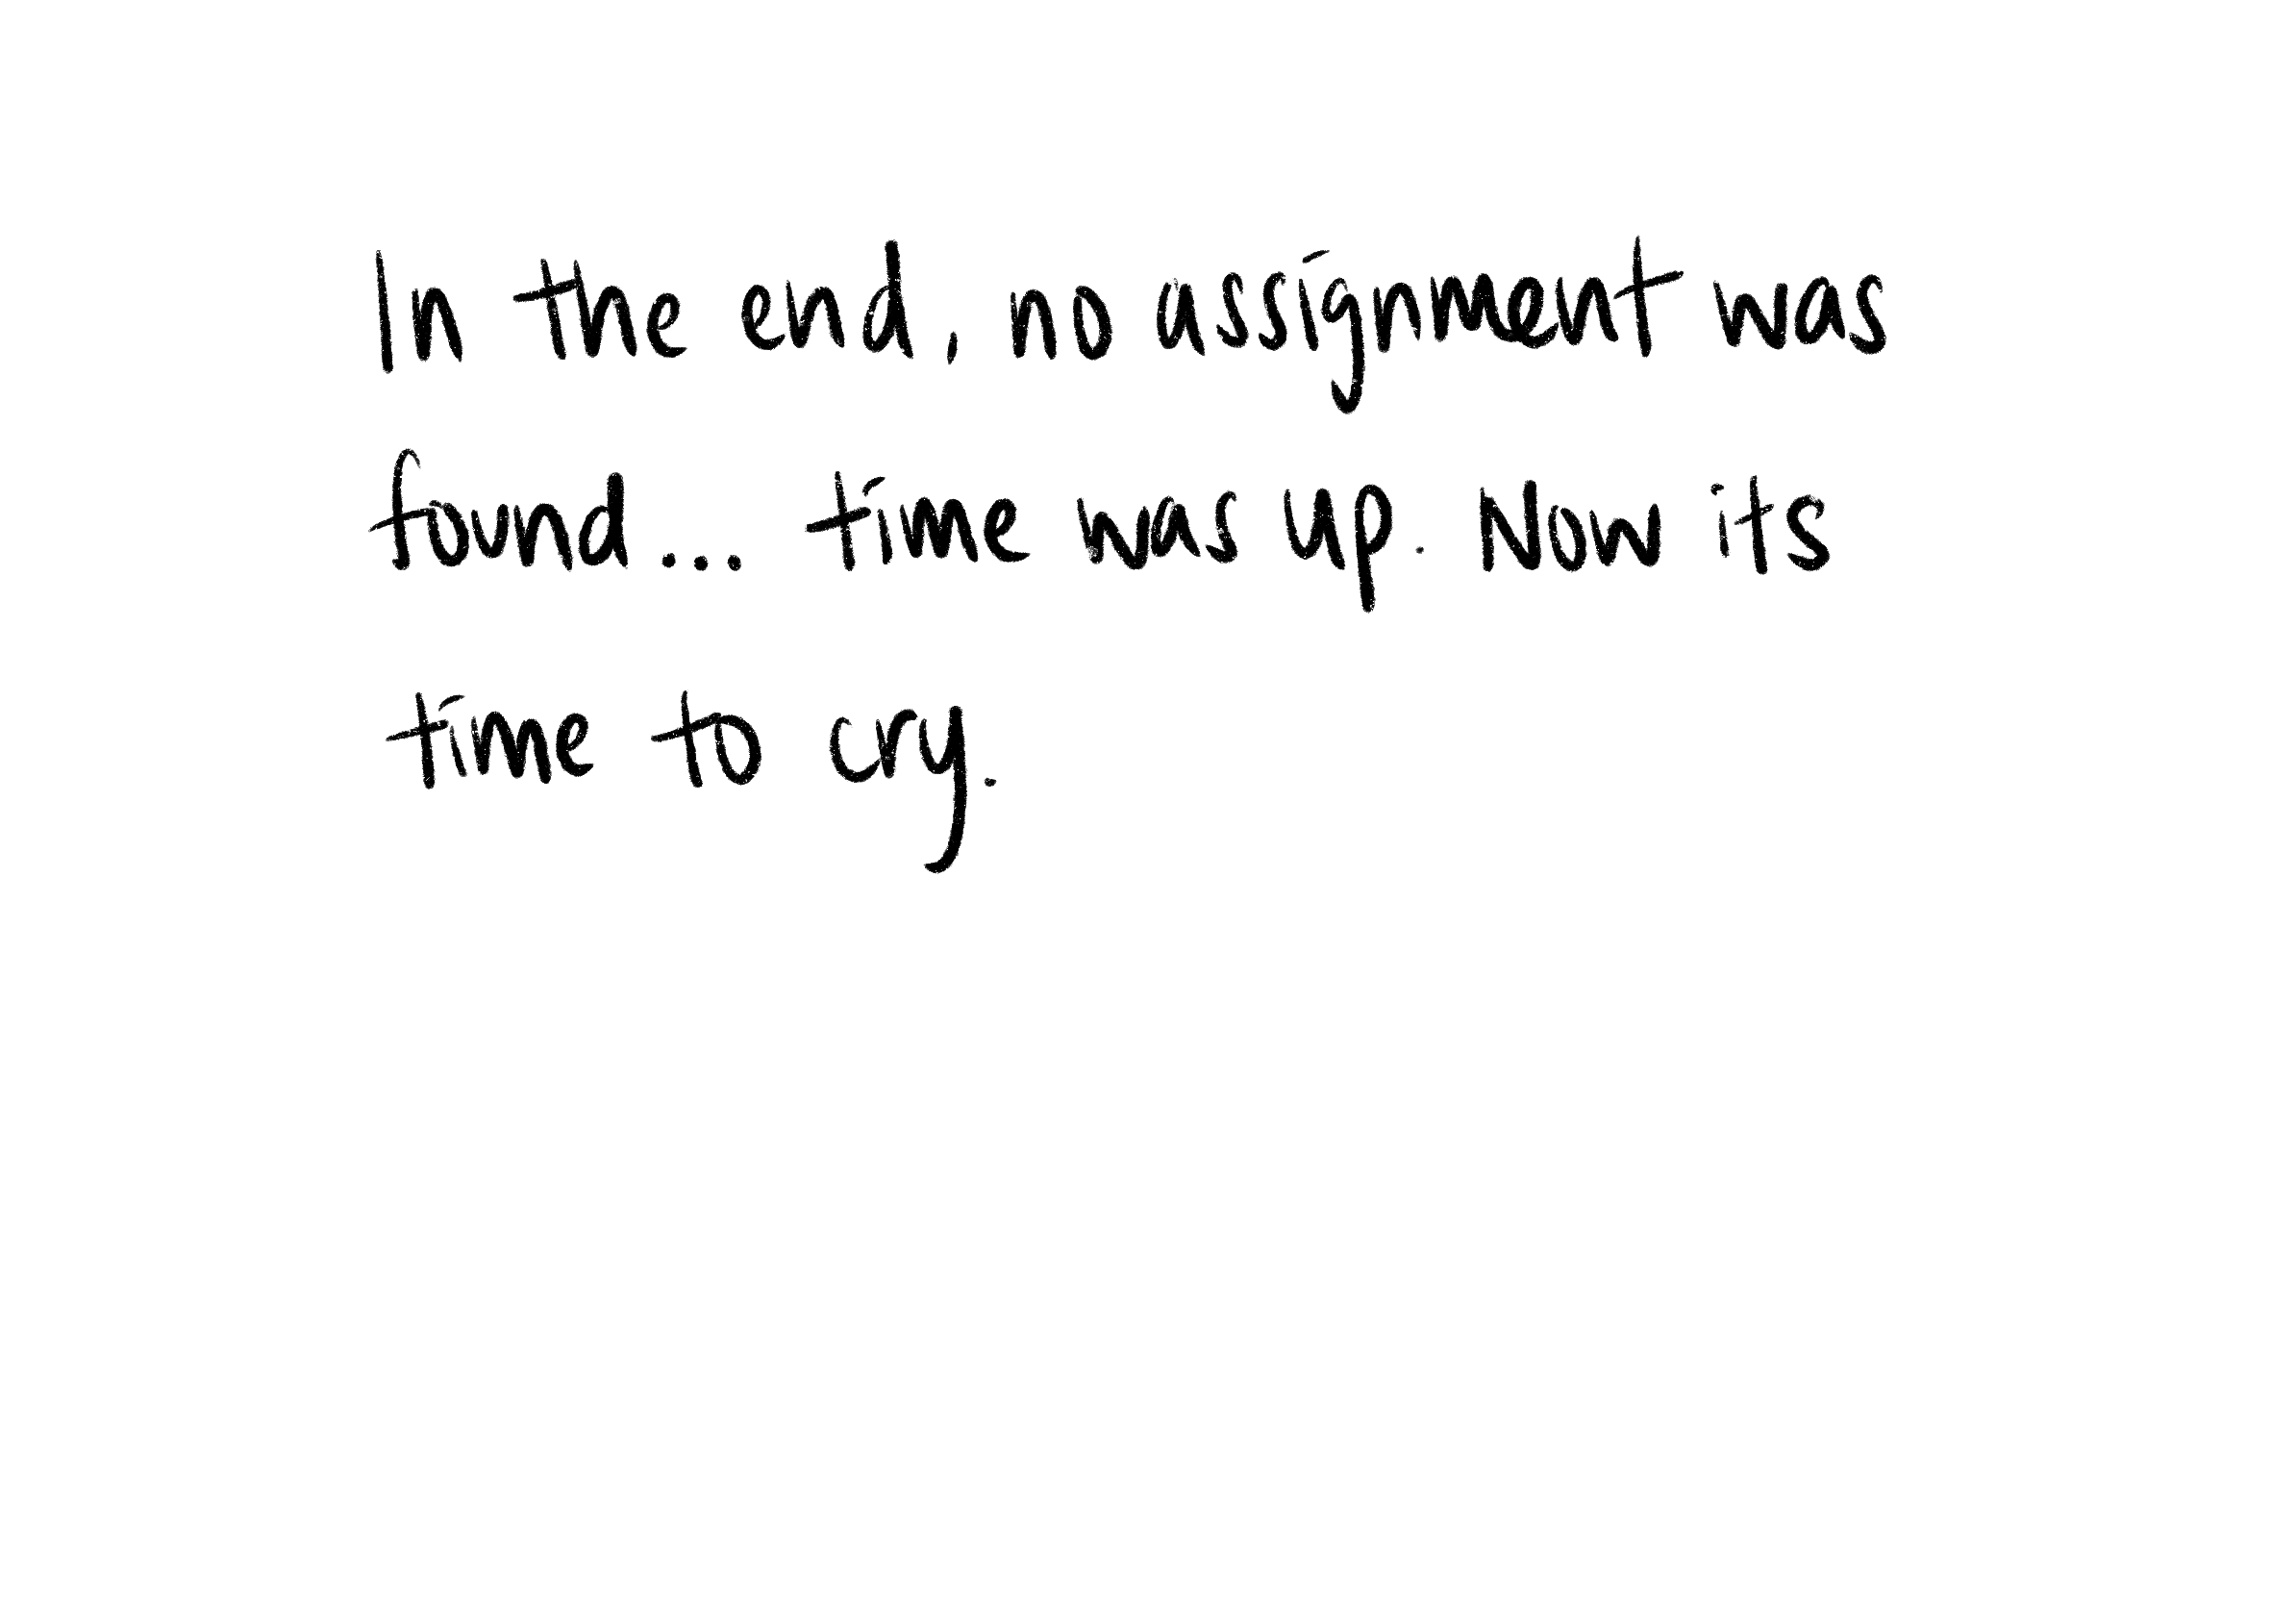 In the end, no assignment was
found... time was up. Now its
time to cry.